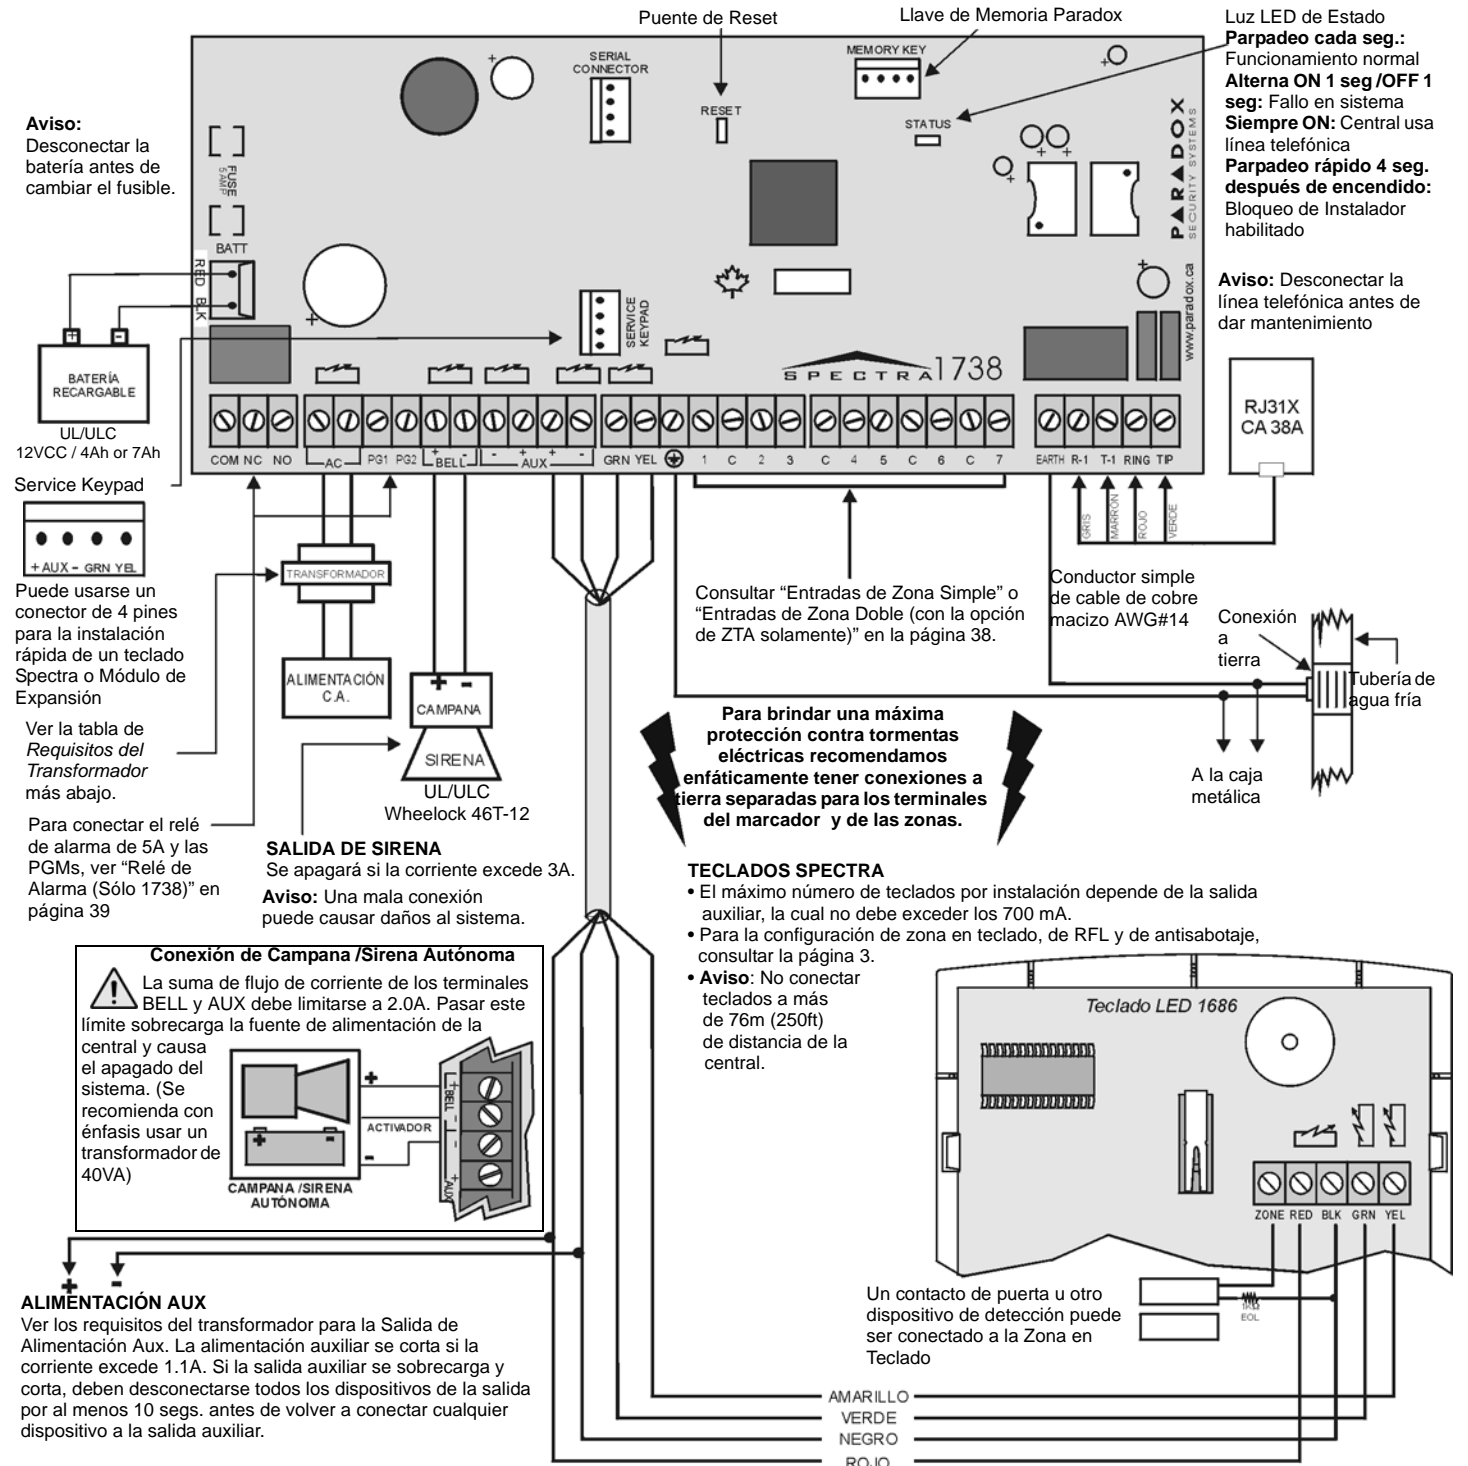 Puente de Reset
Llave de Memoria Paradox
Luz LED de Estado
Parpadeo cada seg.:
Funcionamiento normal
Alterna ON 1 seg /OFF 1
seg: Fallo en sistema
Siempre ON: Central usa
línea telefónica
Parpadeo rápido 4 seg.
después de encendido:
Bloqueo de Instalador
habilitado
Aviso:
Desconectar la
batería antes de
cambiar el fusible.
SERIAL
CONNECTOR
RESET
MEMORY KEY
STATUS
PARADOX
SECURITY SYSTEMS
www.paradox.ca
FUSE
5 AMP
BATT
RED
BLK
+ -
BATERÍA
RECARGABLE
UL/ULC
12VCC / 4Ah or 7Ah
SERVICE
KEYPAD
SPECTRA 1738
Aviso: Desconectar la
línea telefónica antes de
dar mantenimiento
RJ31X
CA 38A
COM NC NO AC PG1 PG2 + BELL - - + AUX + - GRN YEL 1 C 2 3 C 4 5 C 6 C 7 EARTH R-1 T-1 RING TIP
GRIS
MARRÓN
ROJO
VERDE
Service Keypad
+ AUX - GRN YEL
Puede usarse un
conector de 4 pines
para la instalación
rápida de un teclado
Spectra o Módulo de
Expansión
TRANSFORMADOR
ALIMENTACIÓN
C.A.
+ -
CAMPANA
SIRENA
UL/ULC
Wheelock 46T-12
Consultar “Entradas de Zona Simple” o
“Entradas de Zona Doble (con la opción
de ZTA solamente)” en la página 38.
Conductor simple
de cable de cobre
macizo AWG#14
Conexión
a
tierra
Tubería de
agua fría
A la caja
metálica
Ver la tabla de
Requisitos del
Transformador
más abajo.
Para brindar una máxima
protección contra tormentas
eléctricas recomendamos
enfáticamente tener conexiones a
tierra separadas para los terminales
del marcador y de las zonas.
Para conectar el relé
de alarma de 5A y las
PGMs, ver “Relé de
Alarma (Sólo 1738)” en
página 39
SALIDA DE SIRENA
Se apagará si la corriente excede 3A.
Aviso: Una mala conexión
puede causar daños al sistema.
TECLADOS SPECTRA
• El máximo número de teclados por instalación depende de la salida
auxiliar, la cual no debe exceder los 700 mA.
• Para la configuración de zona en teclado, de RFL y de antisabotaje,
consultar la página 3.
• Aviso: No conectar
teclados a más
de 76m (250ft)
de distancia de la
central.
Conexión de Campana /Sirena Autónoma
La suma de flujo de corriente de los terminales
BELL y AUX debe limitarse a 2.0A. Pasar este
límite sobrecarga la fuente de alimentación de la
central y causa
el apagado del
sistema. (Se
recomienda con
énfasis usar un
transformador de
40VA)
+ -
+
ACTIVADOR
-
+ BELL - - + AUX
CAMPANA /SIRENA
AUTÓNOMA
Teclado LED 1686
ZONE RED BLK GRN YEL
1KΩ
EOL
Un contacto de puerta u otro
dispositivo de detección puede
ser conectado a la Zona en
Teclado
+ -
ALIMENTACIÓN AUX
Ver los requisitos del transformador para la Salida de
Alimentación Aux. La alimentación auxiliar se corta si la
corriente excede 1.1A. Si la salida auxiliar se sobrecarga y
corta, deben desconectarse todos los dispositivos de la salida
por al menos 10 segs. antes de volver a conectar cualquier
dispositivo a la salida auxiliar.
AMARILLO
VERDE
NEGRO
ROJO